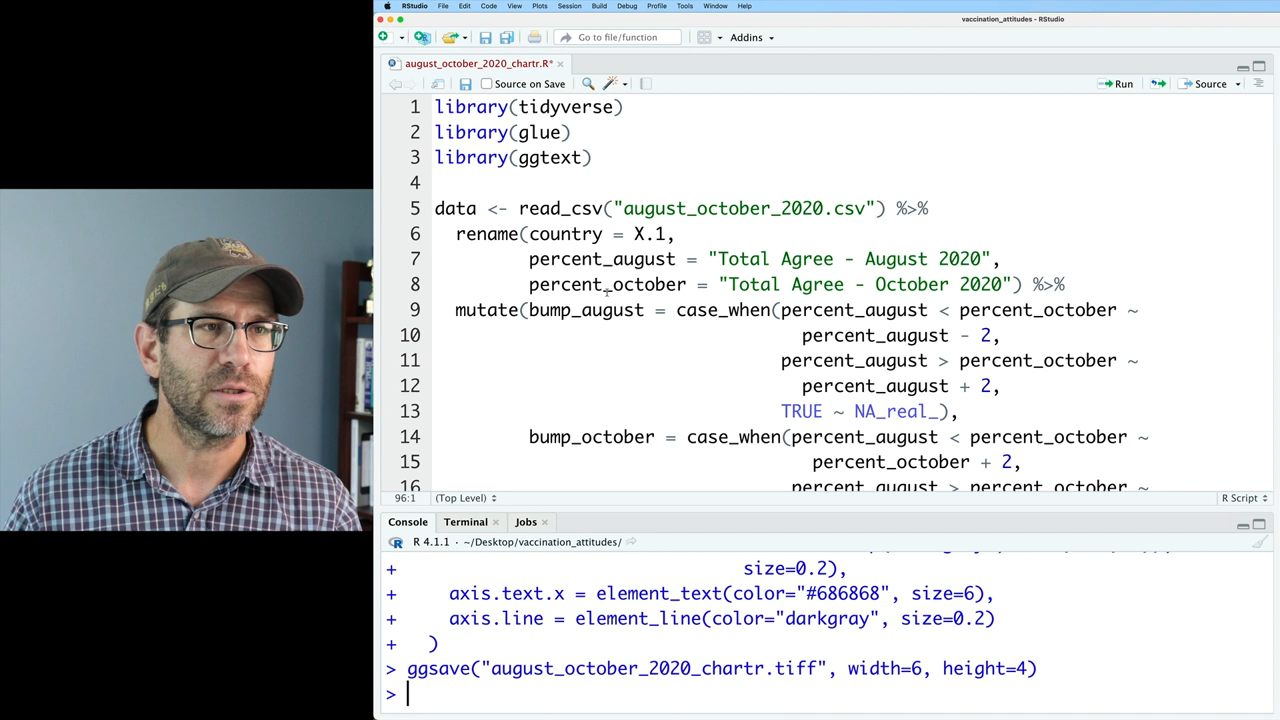 RStudio File Edit Code View Plots Session Build Debug Profile Tools Window Help
vaccination_attitudes - RStudio
Go to file/function Addins
august_october_2020_chartr.R*
Source on Save Run Source
1 library(tidyverse)
2 library(glue)
3 library(ggtext)
4
5 data <- read_csv("august_october_2020.csv") %>%
6 rename(country = X.1,
7 percent_august = "Total Agree - August 2020",
8 percent_october = "Total Agree - October 2020") %>%
9 mutate(bump_august = case_when(percent_august < percent_october ~
10 percent_august - 2,
11 percent_august > percent_october ~
12 percent_august + 2,
13 TRUE ~ NA_real_),
14 bump_october = case_when(percent_august < percent_october ~
15 percent_october + 2,
16 percent_august > percent_october ~
96:1 (Top Level) R Script
Console Terminal Jobs
R 4.1.1 · ~/Desktop/vaccination_attitudes/
+ size=0.2),
+ axis.text.x = element_text(color="#686868", size=6),
+ axis.line = element_line(color="darkgray", size=0.2)
+ )
> ggsave("august_october_2020_chartr.tiff", width=6, height=4)
>